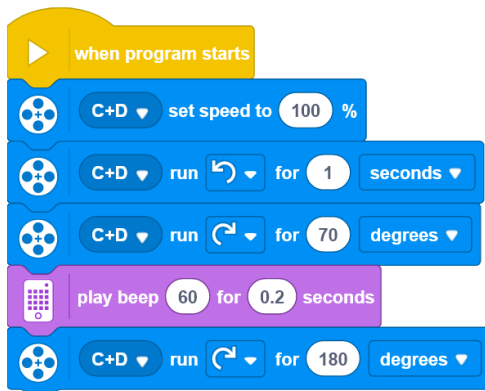 when program starts
C+D set speed to 100 %
C+D run for 1 seconds
C+D run for 70 degrees
play beep 60 for 0.2 seconds
C+D run for 180 degrees